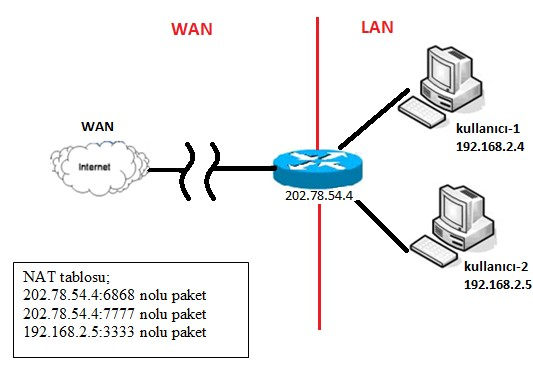 WAN
LAN
WAN
Internet
kullanıcı-1
192.168.2.4
202.78.54.4
kullanıcı-2
192.168.2.5
NAT tablosu;
202.78.54.4:6868 nolu paket
202.78.54.4:7777 nolu paket
192.168.2.5:3333 nolu paket